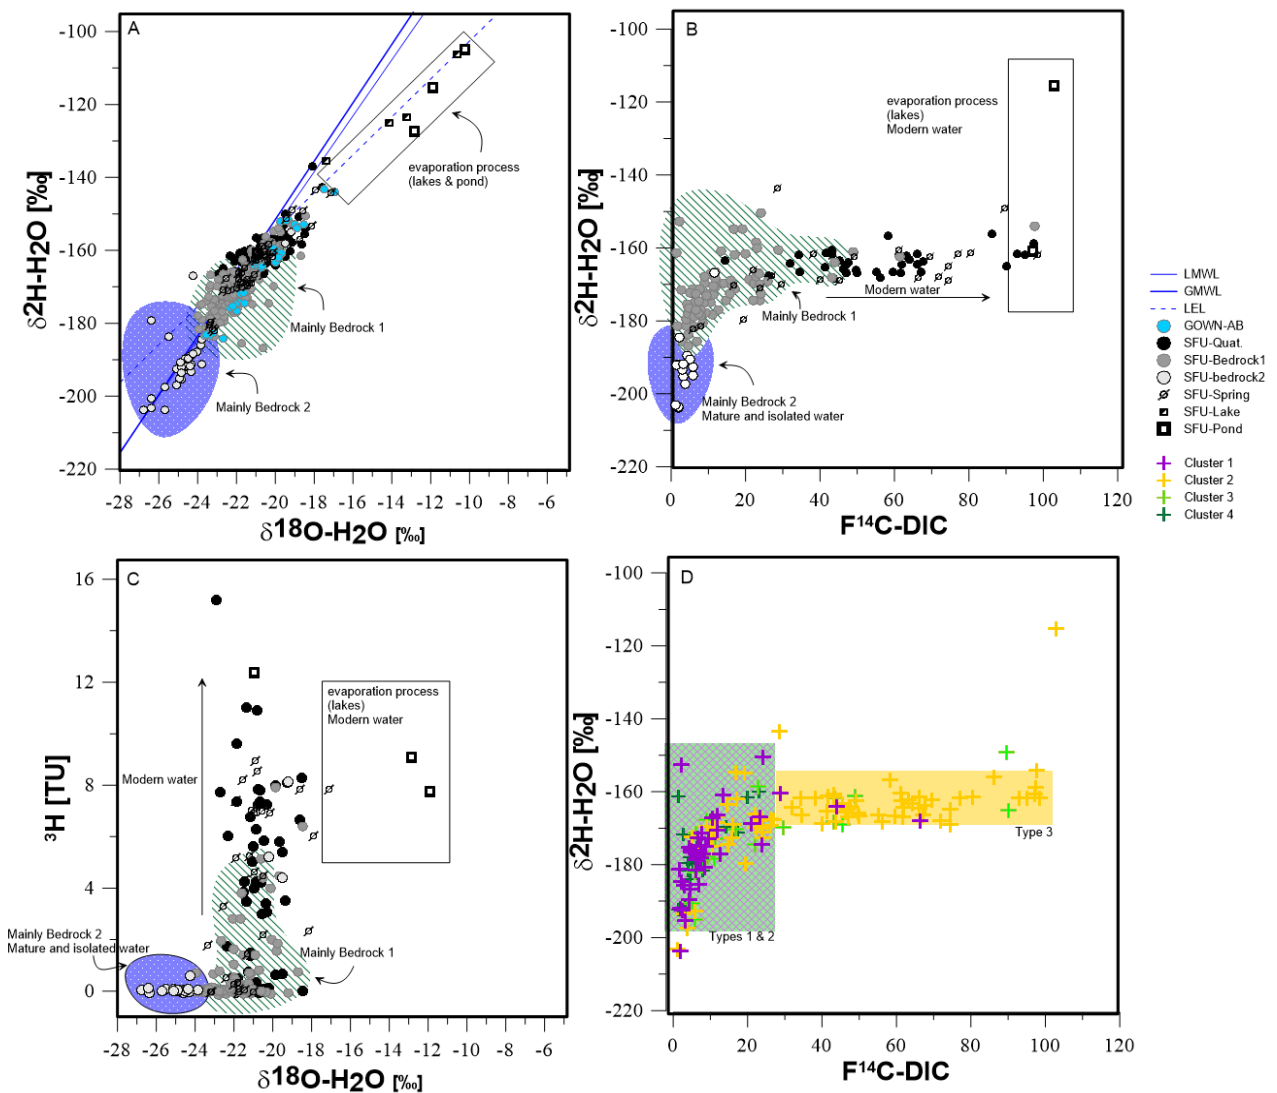 A
-100
-120
-140
-160
-180
-200
-220
δ2H-H2O [‰]
evaporation process
(lakes & pond)
Mainly Bedrock 1
Mainly Bedrock 2
-28 -26 -24 -22 -20 -18 -16 -14 -12 -10 -8 -6
δ18O-H2O [‰]
B
-100
-120
-140
-160
-180
-200
-220
δ2H-H2O [‰]
evaporation process
(lakes)
Modern water
Modern water
Mainly Bedrock 1
Mainly Bedrock 2
Mature and isolated water
0 20 40 60 80 100 120
F14C-DIC
LMWL
GMWL
LEL
GOWN-AB
SFU-Quat.
SFU-Bedrock1
SFU-bedrock2
SFU-Spring
SFU-Lake
SFU-Pond
Cluster 1
Cluster 2
Cluster 3
Cluster 4
C
16
12
8
4
0
3H [TU]
evaporation process
(lakes)
Modern water
Modern water
Mainly Bedrock 2
Mature and isolated water
Mainly Bedrock 1
-28 -26 -24 -22 -20 -18 -16 -14 -12 -10 -8 -6
δ18O-H2O [‰]
D
-100
-120
-140
-160
-180
-200
-220
δ2H-H2O [‰]
Type 3
Types 1 & 2
0 20 40 60 80 100 120
F14C-DIC